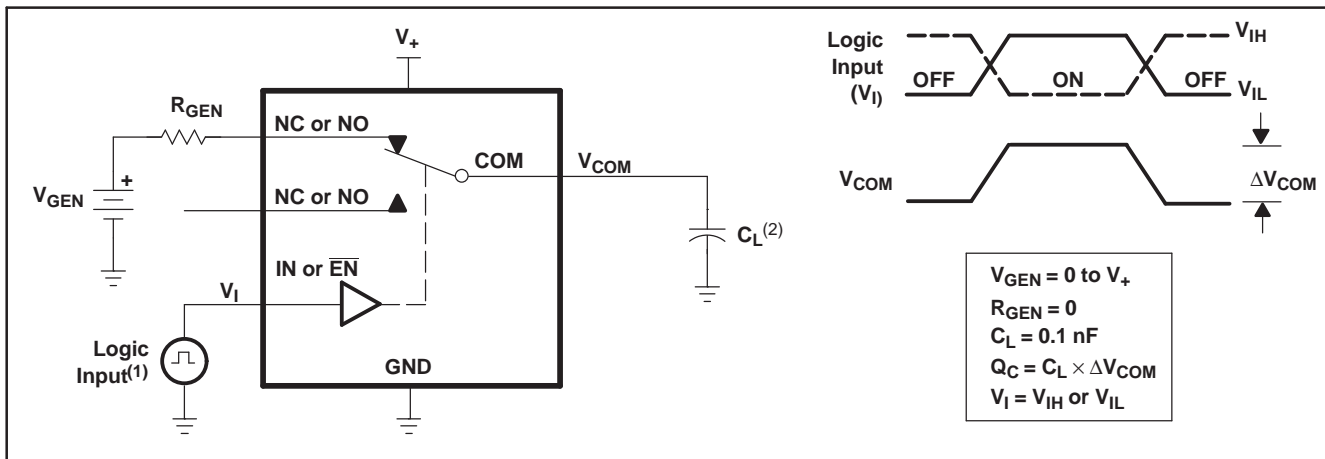 V+
RGEN
NC or NO
COM
VCOM
VGEN
+
NC or NO
CL(2)
IN or E̅N̅
VI
Logic
Input(1)
GND
Logic
Input
(VI)
OFF
ON
OFF
VIH
VIL
VCOM
ΔVCOM
VGEN = 0 to V+
RGEN = 0
CL = 0.1 nF
QC = CL × ΔVCOM
VI = VIH or VIL